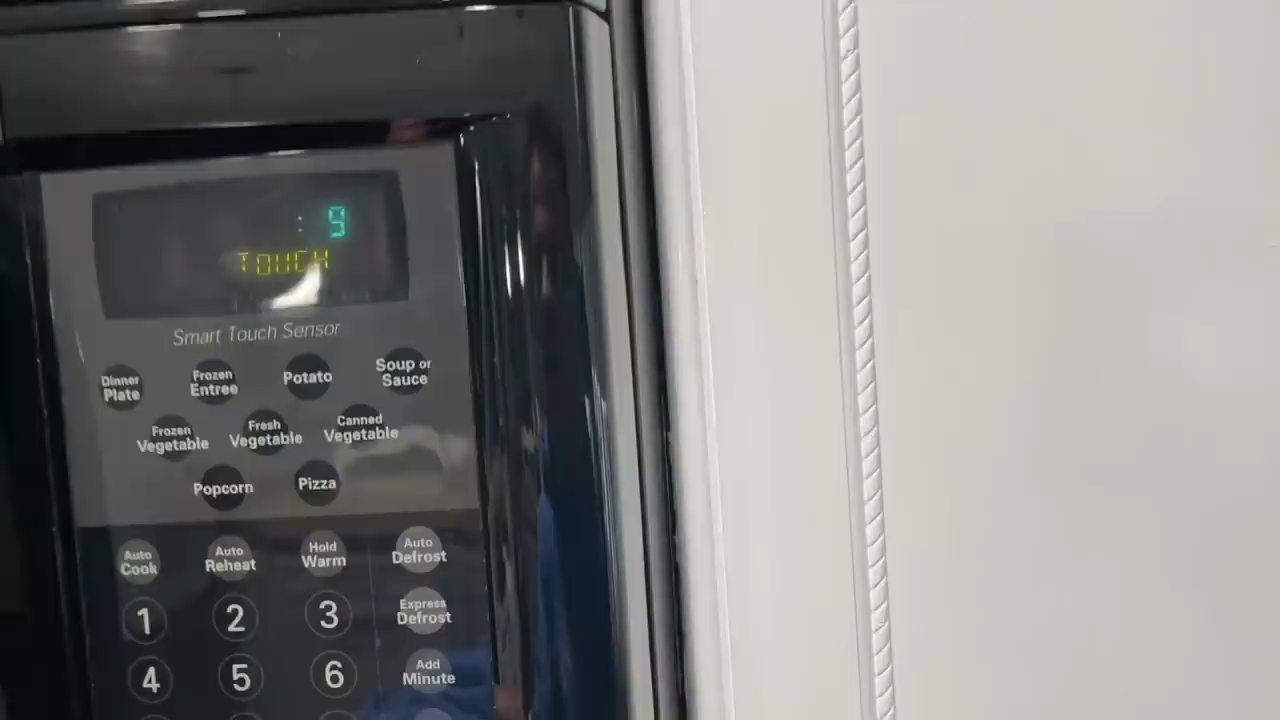 : 9
TOUCH
Smart Touch Sensor
Dinner Plate
Frozen Entree
Potato
Soup or Sauce
Frozen Vegetable
Fresh Vegetable
Canned Vegetable
Popcorn
Pizza
Auto Cook
Auto Reheat
Hold Warm
Auto Defrost
1
2
3
Express Defrost
4
5
6
Add Minute